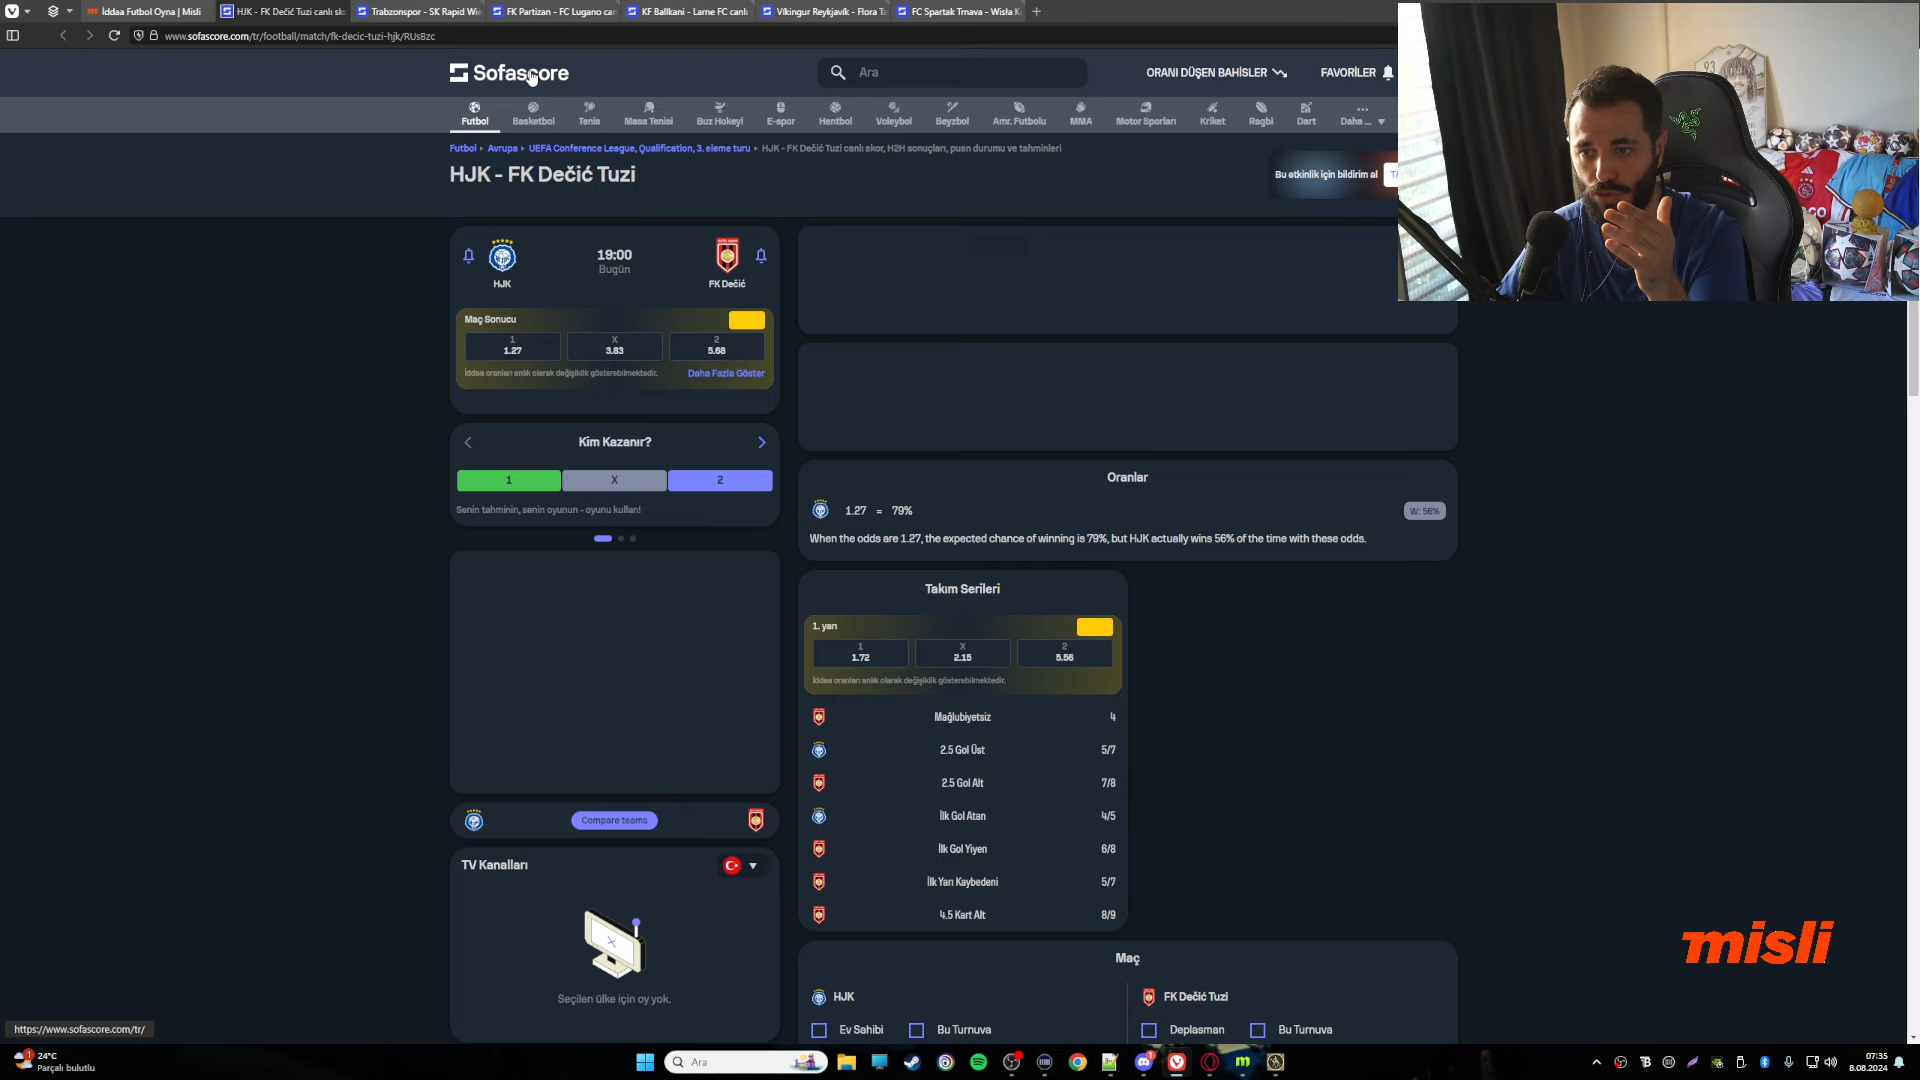 İddaa Futbol Oyna | Misli
HJK - FK Dečić Tuzi canlı sk
Trabzonspor - SK Rapid Wie
FK Partizan - FC Lugano ca
KF Ballkani - Larne FC canlı
Víkingur Reykjavík - Flora T
FC Spartak Trnava - Wisła K
www.sofascore.com/tr/football/match/fk-decic-tuzi-hjk/RUsBzc
Sofascore
Ara
ORANI DÜŞEN BAHİSLER
FAVORİLER
Futbol
Basketbol
Tenis
Masa Tenisi
Buz Hokeyi
E-spor
Hentbol
Voleybol
Beyzbol
Amr. Futbolu
MMA
Motor Sporları
Kriket
Ragbi
Dart
Daha ...
Futbol
Avrupa
UEFA Conference League, Qualification, 3. eleme turu
HJK - FK Dečić Tuzi canlı skor, H2H sonuçları, puan durumu ve tahminleri
HJK - FK Dečić Tuzi
Bu etkinlik için bildirim al
19:00
Bugün
HJK
FK Dečić
Maç Sonucu
1
1.27
X
3.83
2
5.68
İddaa oranları anlık olarak değişiklik gösterebilmektedir.
Daha Fazla Göster
Kim Kazanır?
1
X
2
Senin tahminin, senin oyunun - oyunu kullan!
Oranlar
1.27 = 79%
W: 56%
When the odds are 1.27, the expected chance of winning is 79%, but HJK actually wins 56% of the time with these odds.
Takım Serileri
1. yarı
1
1.72
X
2.15
2
5.56
İddaa oranları anlık olarak değişiklik gösterebilmektedir.
Mağlubiyetsiz 4
2.5 Gol Üst 5/7
2.5 Gol Alt 7/8
İlk Gol Atan 4/5
İlk Gol Yiyen 6/8
İlk Yarı Kaybedeni 5/7
4.5 Kart Alt 8/9
Compare teams
TV Kanalları
Seçilen ülke için oy yok.
Maç
HJK
FK Dečić Tuzi
Ev Sahibi
Bu Turnuva
Deplasman
Bu Turnuva
misli
https://www.sofascore.com/tr/
24°C
Parçalı bulutlu
Ara
07:35
8.08.2024